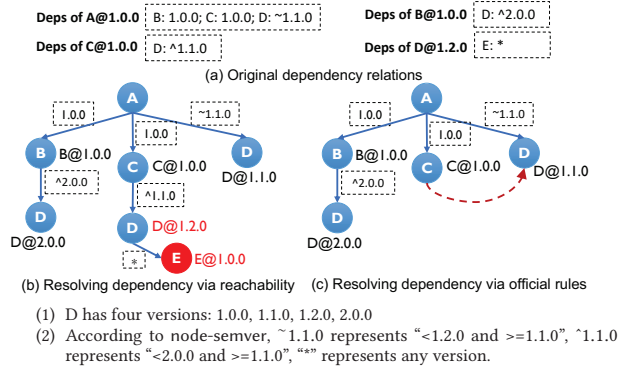 Deps of A@1.0.0 B: 1.0.0; C: 1.0.0; D: ~1.1.0
Deps of B@1.0.0 D: ^2.0.0
Deps of C@1.0.0 D: ^1.1.0
Deps of D@1.2.0 E: *
(a) Original dependency relations
A
1.0.0
1.0.0
~1.1.0
B B@1.0.0
C C@1.0.0
D
D@1.1.0
^2.0.0
^1.1.0
D
D@2.0.0
D D@1.2.0
*
E E@1.0.0
(b) Resolving dependency via reachability
A
1.0.0
1.0.0
~1.1.0
B B@1.0.0
C C@1.0.0
D
D@1.1.0
^2.0.0
D
D@2.0.0
(c) Resolving dependency via official rules
(1) D has four versions: 1.0.0, 1.1.0, 1.2.0, 2.0.0
(2) According to node-semver, ~1.1.0 represents “<1.2.0 and >=1.1.0”, ^1.1.0
represents “<2.0.0 and >=1.1.0”, “*” represents any version.